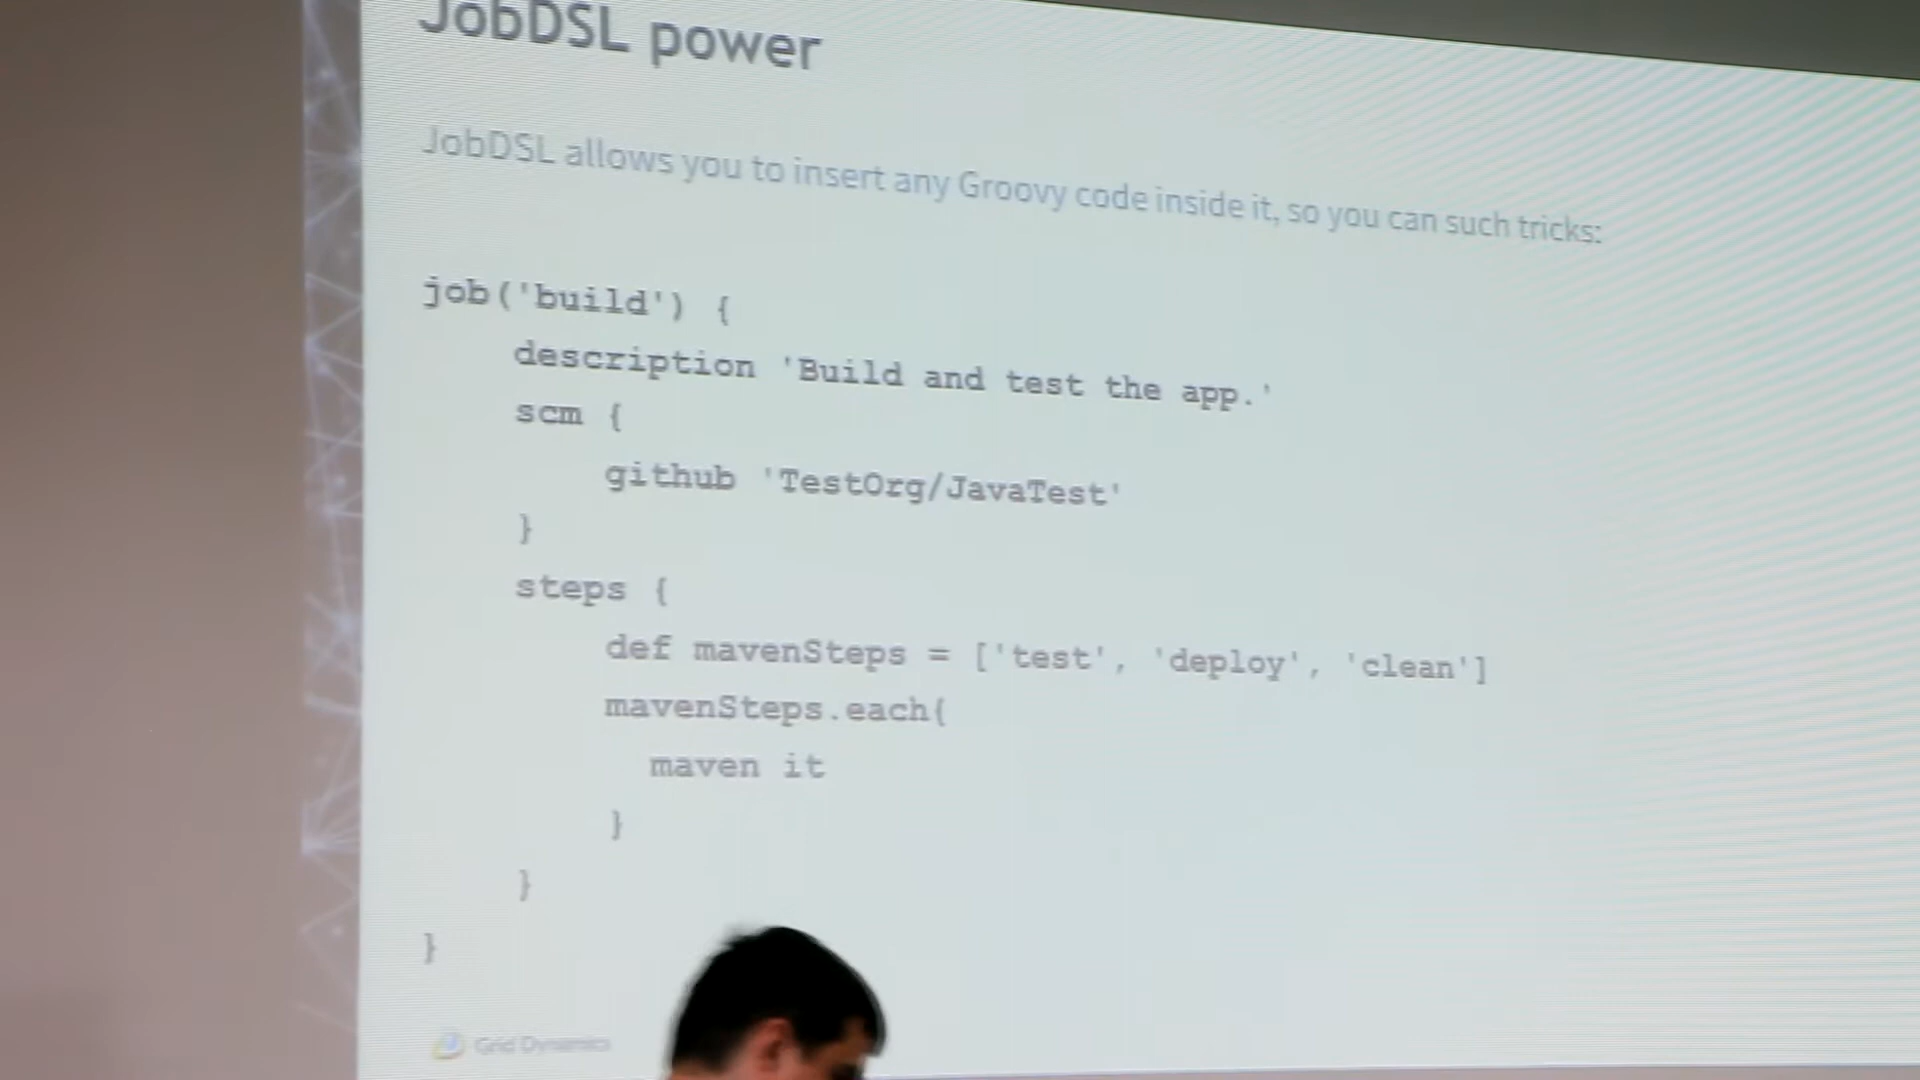 JobDSL power
JobDSL allows you to insert any Groovy code inside it, so you can such tricks:
job('build') {
description 'Build and test the app.'
scm {
github 'TestOrg/JavaTest'
}
steps {
def mavenSteps = ['test', 'deploy', 'clean']
mavenSteps.each{
maven it
}
}
}
Grid Dynamics